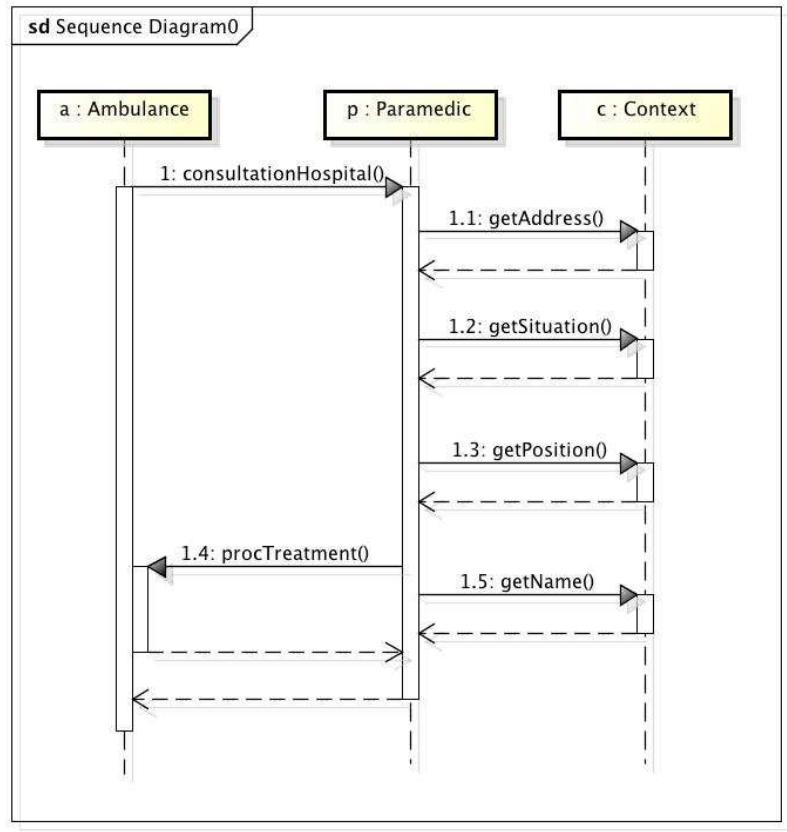 sd Sequence Diagram0
a : Ambulance
p : Paramedic
c : Context
1: consultationHospital()
1.1: getAddress()
1.2: getSituation()
1.3: getPosition()
1.4: procTreatment()
1.5: getName()